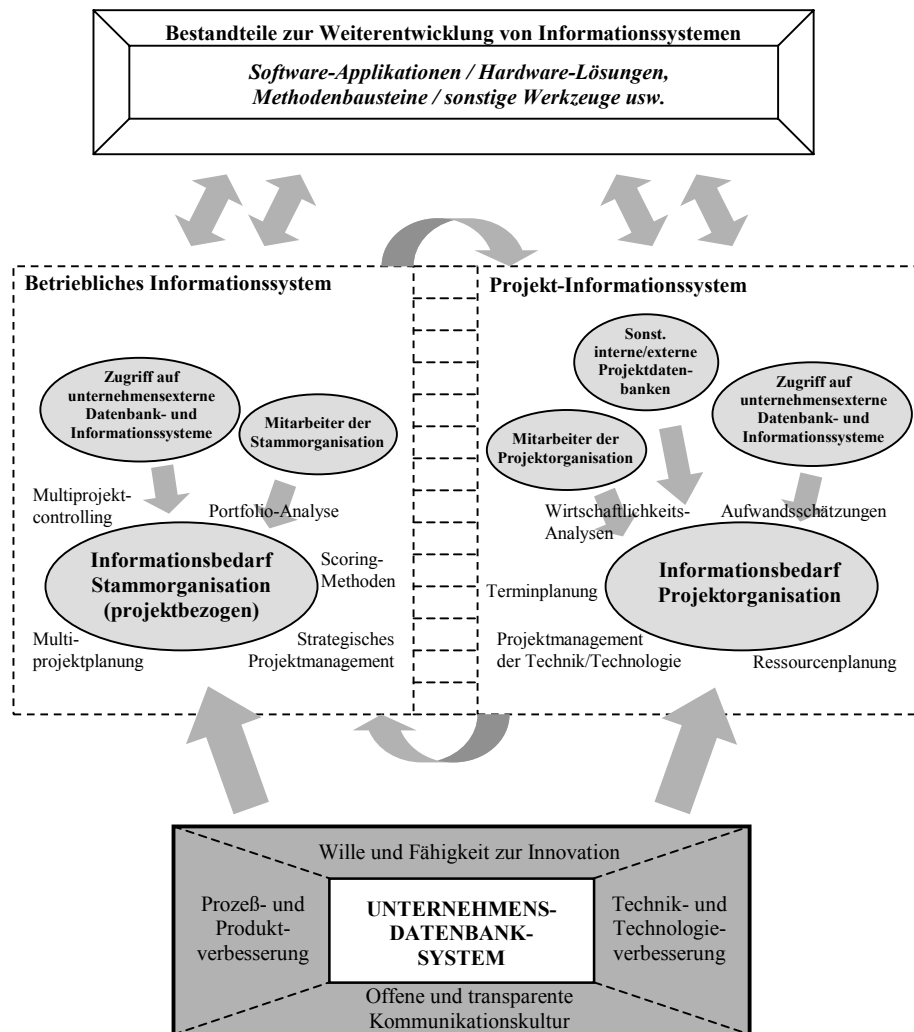 Bestandteile zur Weiterentwicklung von Informationssystemen
Software-Applikationen / Hardware-Lösungen,
Methodenbausteine / sonstige Werkzeuge usw.
Betriebliches Informationssystem
Zugriff auf
unternehmensexterne
Datenbank- und
Informationssysteme
Mitarbeiter der
Stammorganisation
Multiprojekt-
controlling
Portfolio-Analyse
Informationsbedarf
Stammorganisation
(projektbezogen)
Scoring-
Methoden
Multi-
projektplanung
Strategisches
Projektmanagement
Projekt-Informationssystem
Sonst.
interne/externe
Projektdaten-
banken
Zugriff auf
unternehmensexterne
Datenbank- und
Informationssysteme
Mitarbeiter der
Projektorganisation
Wirtschaftlichkeits-
Analysen
Aufwandsschätzungen
Informationsbedarf
Projektorganisation
Terminplanung
Projektmanagement
der Technik/Technologie
Ressourcenplanung
Wille und Fähigkeit zur Innovation
Prozeß- und
Produkt-
verbesserung
UNTERNEHMENS-
DATENBANK-
SYSTEM
Technik- und
Technologie-
verbesserung
Offene und transparente
Kommunikationskultur